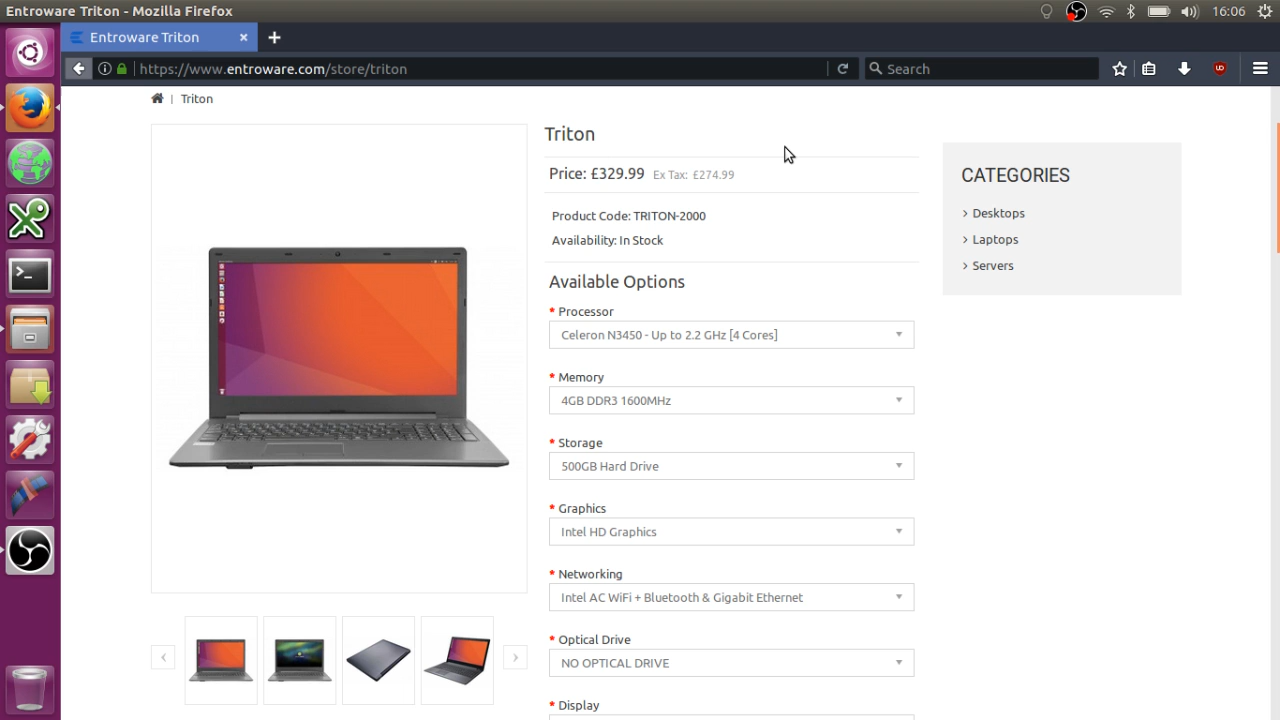 Entroware Triton - Mozilla Firefox
16:06
Entroware Triton
https://www.entroware.com/store/triton
Search
Triton
Triton
Price: £329.99 Ex Tax: £274.99
Product Code: TRITON-2000
Availability: In Stock
Available Options
* Processor
Celeron N3450 - Up to 2.2 GHz [4 Cores]
* Memory
4GB DDR3 1600MHz
* Storage
500GB Hard Drive
* Graphics
Intel HD Graphics
* Networking
Intel AC WiFi + Bluetooth & Gigabit Ethernet
* Optical Drive
NO OPTICAL DRIVE
* Display
CATEGORIES
Desktops
Laptops
Servers